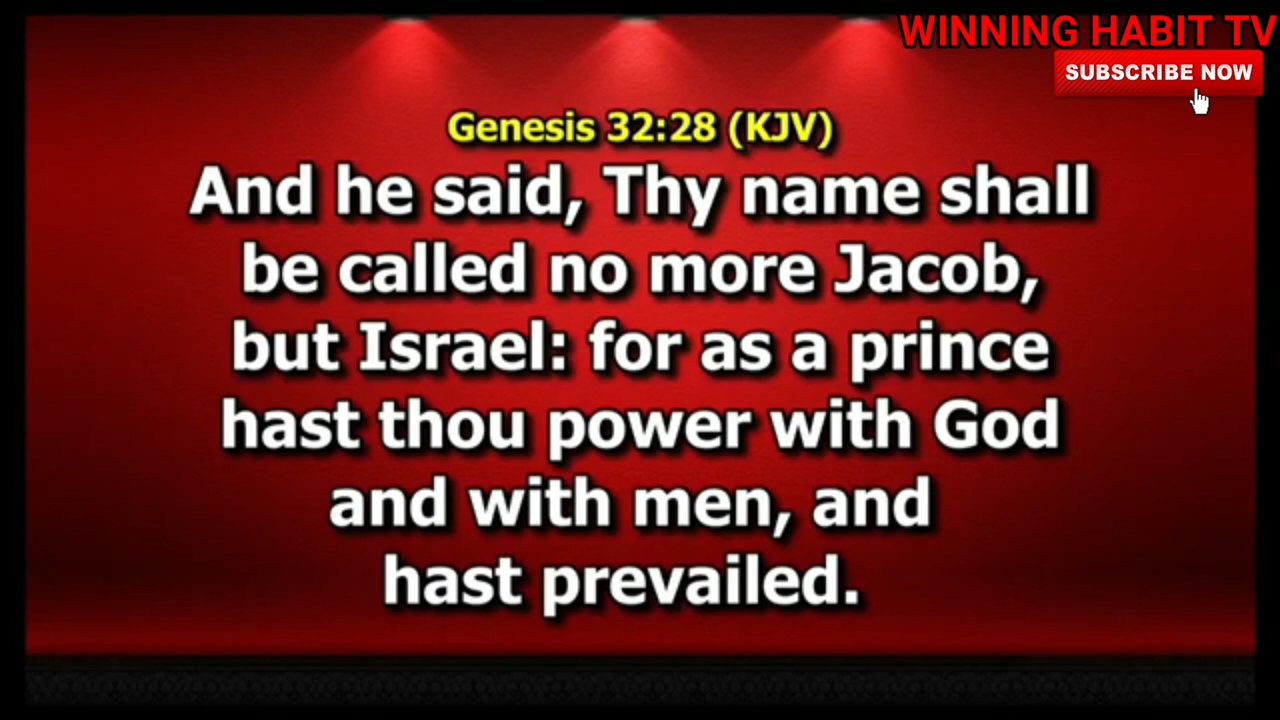 WINNING HABIT TV
SUBSCRIBE NOW
Genesis 32:28 (KJV)
And he said, Thy name shall
be called no more Jacob,
but Israel: for as a prince
hast thou power with God
and with men, and
hast prevailed.